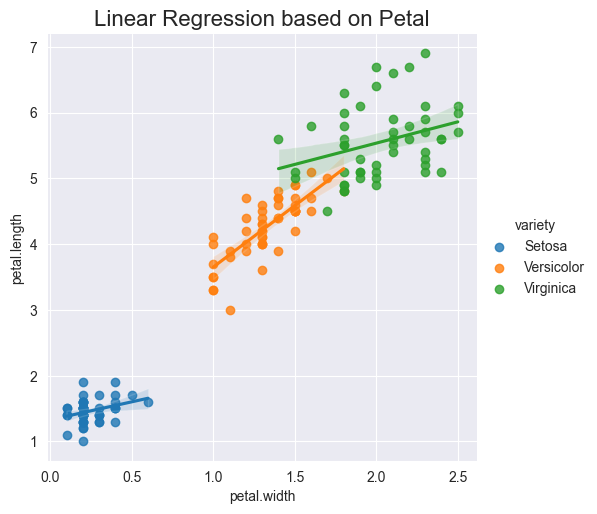 Linear Regression based on Petal
7
6
5
4
3
2
1
petal.length
0.0 0.5 1.0 1.5 2.0 2.5
petal.width
variety
Setosa
Versicolor
Virginica